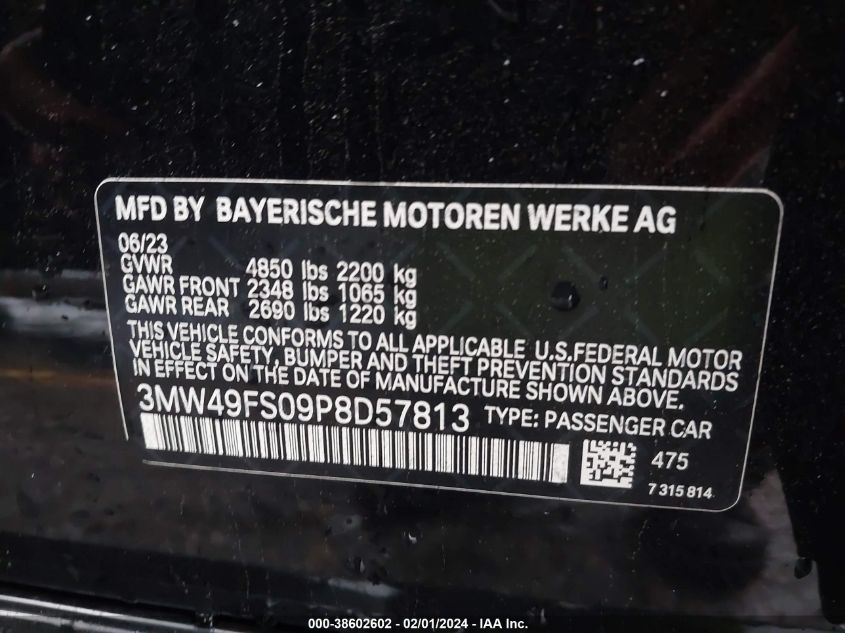 MFD BY BAYERISCHE MOTOREN WERKE AG
06/23
GVWR 4850 lbs 2200 kg
GAWR FRONT 2348 lbs 1065 kg
GAWR REAR 2690 lbs 1220 kg
THIS VEHICLE CONFORMS TO ALL APPLICABLE U.S.FEDERAL MOTOR
VEHICLE SAFETY, BUMPER AND THEFT PREVENTION STANDARDS
IN EFFECT ON THE DATE OF MANUFACTURE SHOWN ABOVE.
3MW49FS09P8D57813 TYPE: PASSENGER CAR
475
7 315 814
000-38602602 - 02/01/2024 - IAA Inc.